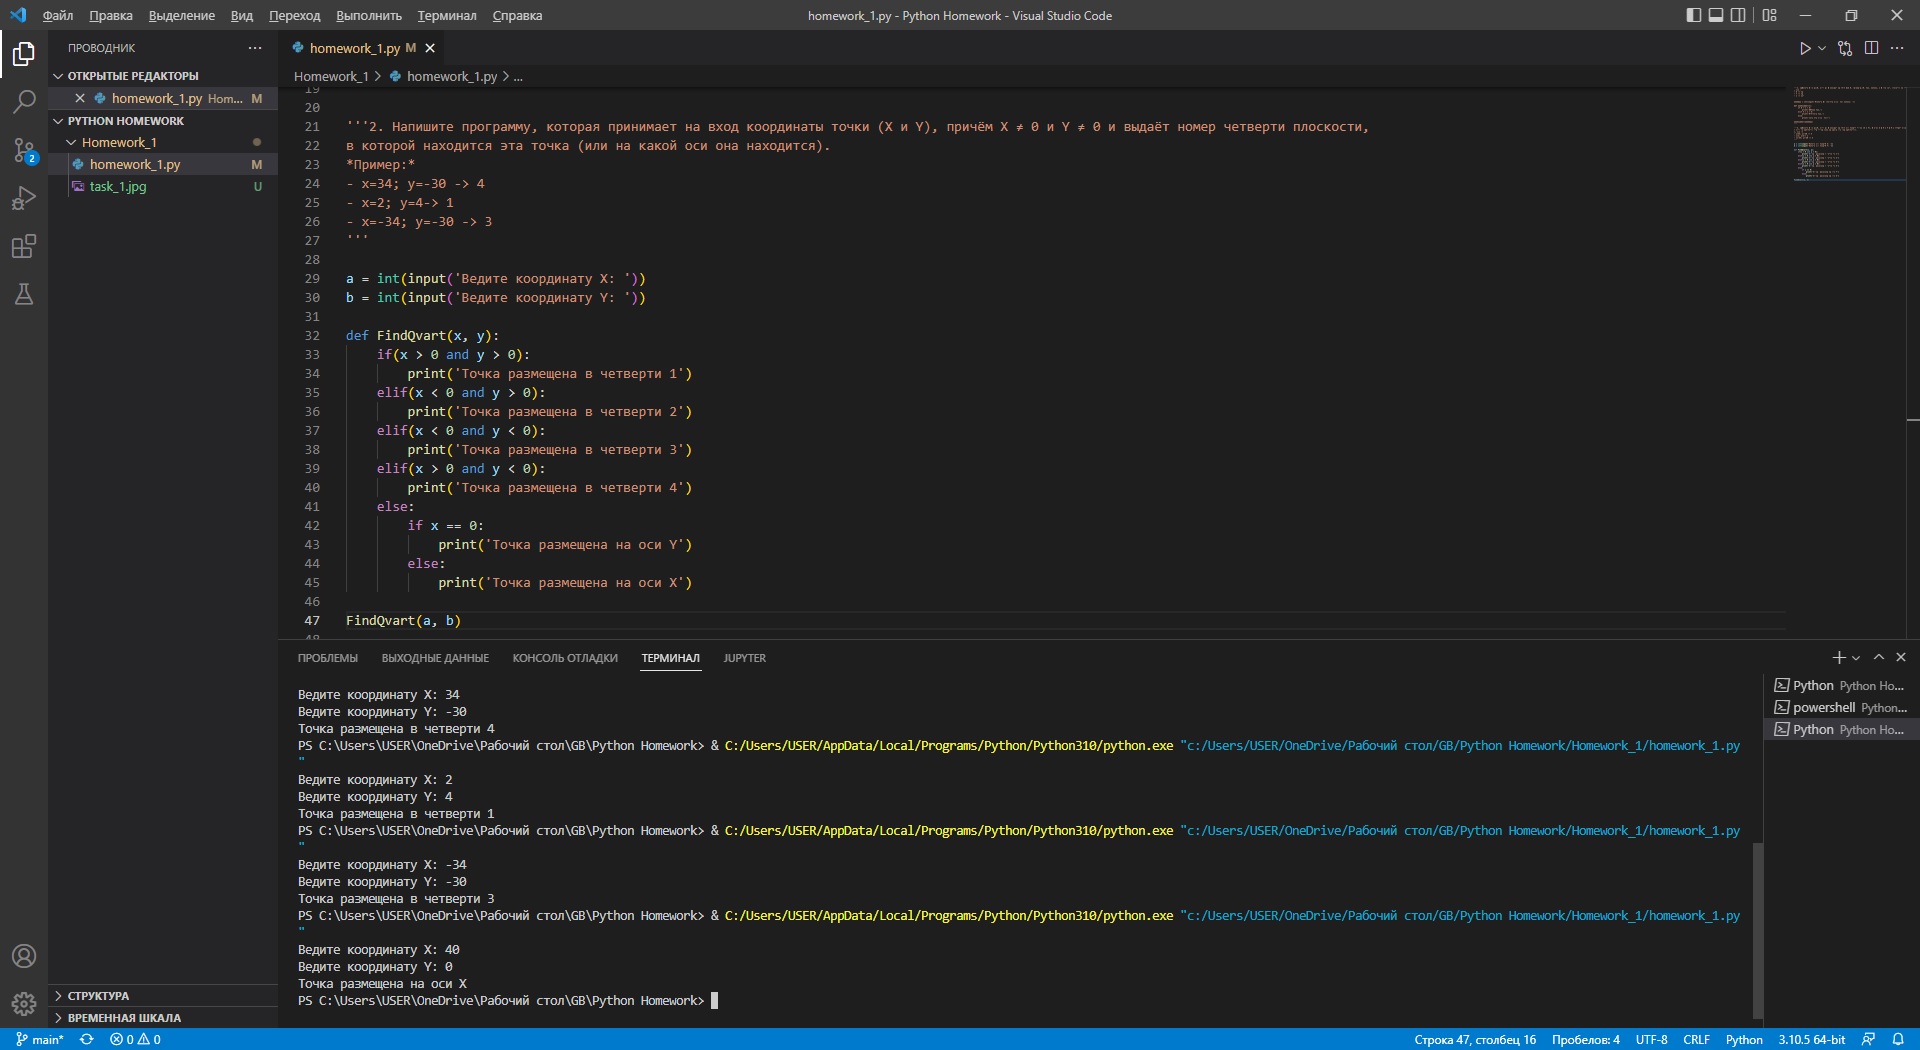 Файл Правка Выделение Вид Переход Выполнить Терминал Справка
homework_1.py - Python Homework - Visual Studio Code
ПРОВОДНИК
ОТКРЫТЫЕ РЕДАКТОРЫ
homework_1.py Hom... M
PYTHON HOMEWORK
Homework_1
homework_1.py M
task_1.jpg U
2
СТРУКТУРА
ВРЕМЕННАЯ ШКАЛА
homework_1.py M
Homework_1 > homework_1.py > ...
19
20
21 '''2. Напишите программу, которая принимает на вход координаты точки (X и Y), причём X ≠ 0 и Y ≠ 0 и выдаёт номер четверти плоскости,
22 в которой находится эта точка (или на какой оси она находится).
23 *Пример:*
24 - x=34; y=-30 -> 4
25 - x=2; y=4-> 1
26 - x=-34; y=-30 -> 3
27 '''
28
29 a = int(input('Ведите координату X: '))
30 b = int(input('Ведите координату Y: '))
31
32 def FindQvart(x, y):
33 if(x > 0 and y > 0):
34 print('Точка размещена в четверти 1')
35 elif(x < 0 and y > 0):
36 print('Точка размещена в четверти 2')
37 elif(x < 0 and y < 0):
38 print('Точка размещена в четверти 3')
39 elif(x > 0 and y < 0):
40 print('Точка размещена в четверти 4')
41 else:
42 if x == 0:
43 print('Точка размещена на оси Y')
44 else:
45 print('Точка размещена на оси X')
46
47 FindQvart(a, b)
48
ПРОБЛЕМЫ ВЫХОДНЫЕ ДАННЫЕ КОНСОЛЬ ОТЛАДКИ ТЕРМИНАЛ JUPYTER
Ведите координату X: 34
Ведите координату Y: -30
Точка размещена в четверти 4
PS C:\Users\USER\OneDrive\Рабочий стол\GB\Python Homework> & C:/Users/USER/AppData/Local/Programs/Python/Python310/python.exe "c:/Users/USER/OneDrive/Рабочий стол/GB/Python Homework/Homework_1/homework_1.py
"
Ведите координату X: 2
Ведите координату Y: 4
Точка размещена в четверти 1
PS C:\Users\USER\OneDrive\Рабочий стол\GB\Python Homework> & C:/Users/USER/AppData/Local/Programs/Python/Python310/python.exe "c:/Users/USER/OneDrive/Рабочий стол/GB/Python Homework/Homework_1/homework_1.py
"
Ведите координату X: -34
Ведите координату Y: -30
Точка размещена в четверти 3
PS C:\Users\USER\OneDrive\Рабочий стол\GB\Python Homework> & C:/Users/USER/AppData/Local/Programs/Python/Python310/python.exe "c:/Users/USER/OneDrive/Рабочий стол/GB/Python Homework/Homework_1/homework_1.py
"
Ведите координату X: 40
Ведите координату Y: 0
Точка размещена на оси X
PS C:\Users\USER\OneDrive\Рабочий стол\GB\Python Homework>
Python Python Ho...
powershell Python...
Python Python Ho...
main* 0 0
Строка 47, столбец 16 Пробелов: 4 UTF-8 CRLF Python 3.10.5 64-bit